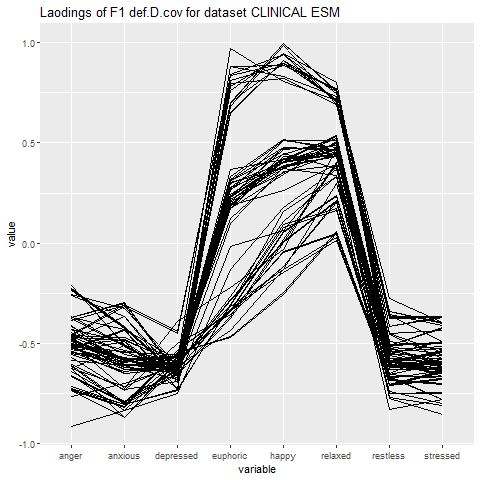 Laodings of F1 def.D.cov for dataset CLINICAL ESM
1.0
0.5
0.0
-0.5
-1.0
value
anger anxious depressed euphoric happy relaxed restless stressed
variable